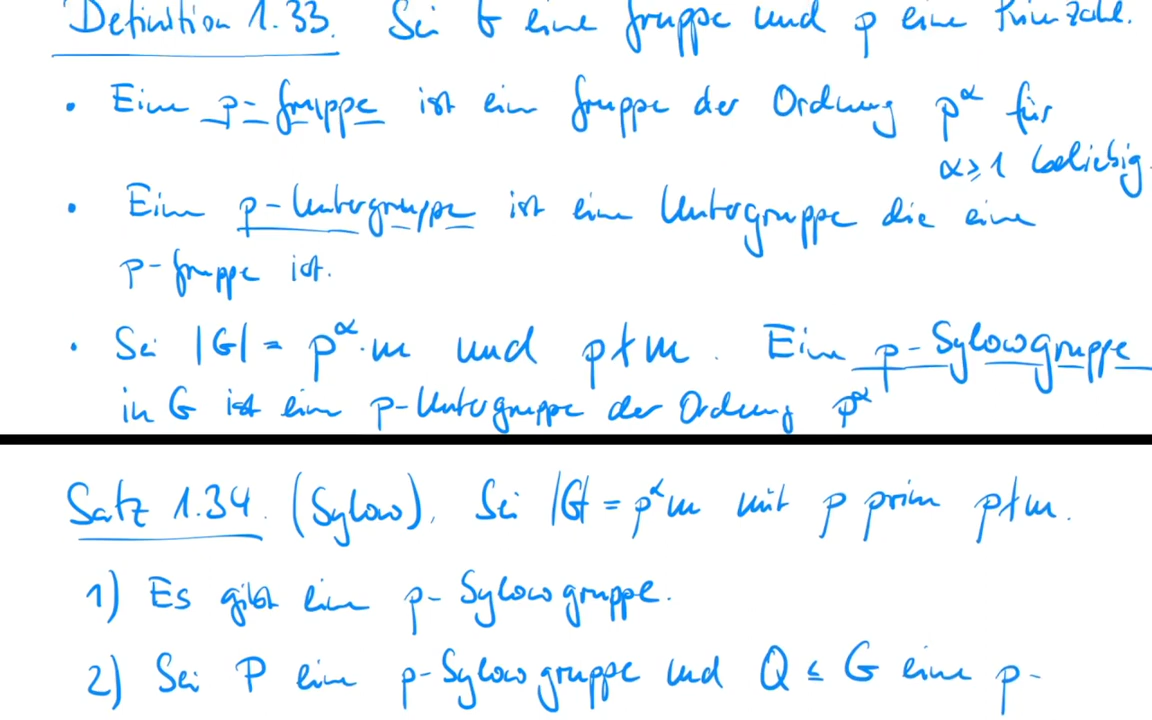 Definition 1.33. Sei G eine Gruppe und p eine Primzahl.
• Eine p-Gruppe ist ein Gruppe der Ordnung p^α für
α ≥ 1 beliebig.
• Eine p-Untergruppe ist eine Untergruppe die eine
p-Gruppe ist.
• Sei |G| = p^α · m und p ∤ m. Eine p-Sylowgruppe
in G ist eine p-Untergruppe der Ordnung p^α
Satz 1.34. (Sylow). Sei |G| = p^α m mit p prim p ∤ m.
1) Es gibt eine p-Sylowgruppe.
2) Sei P eine p-Sylowgruppe und Q ≤ G eine p-